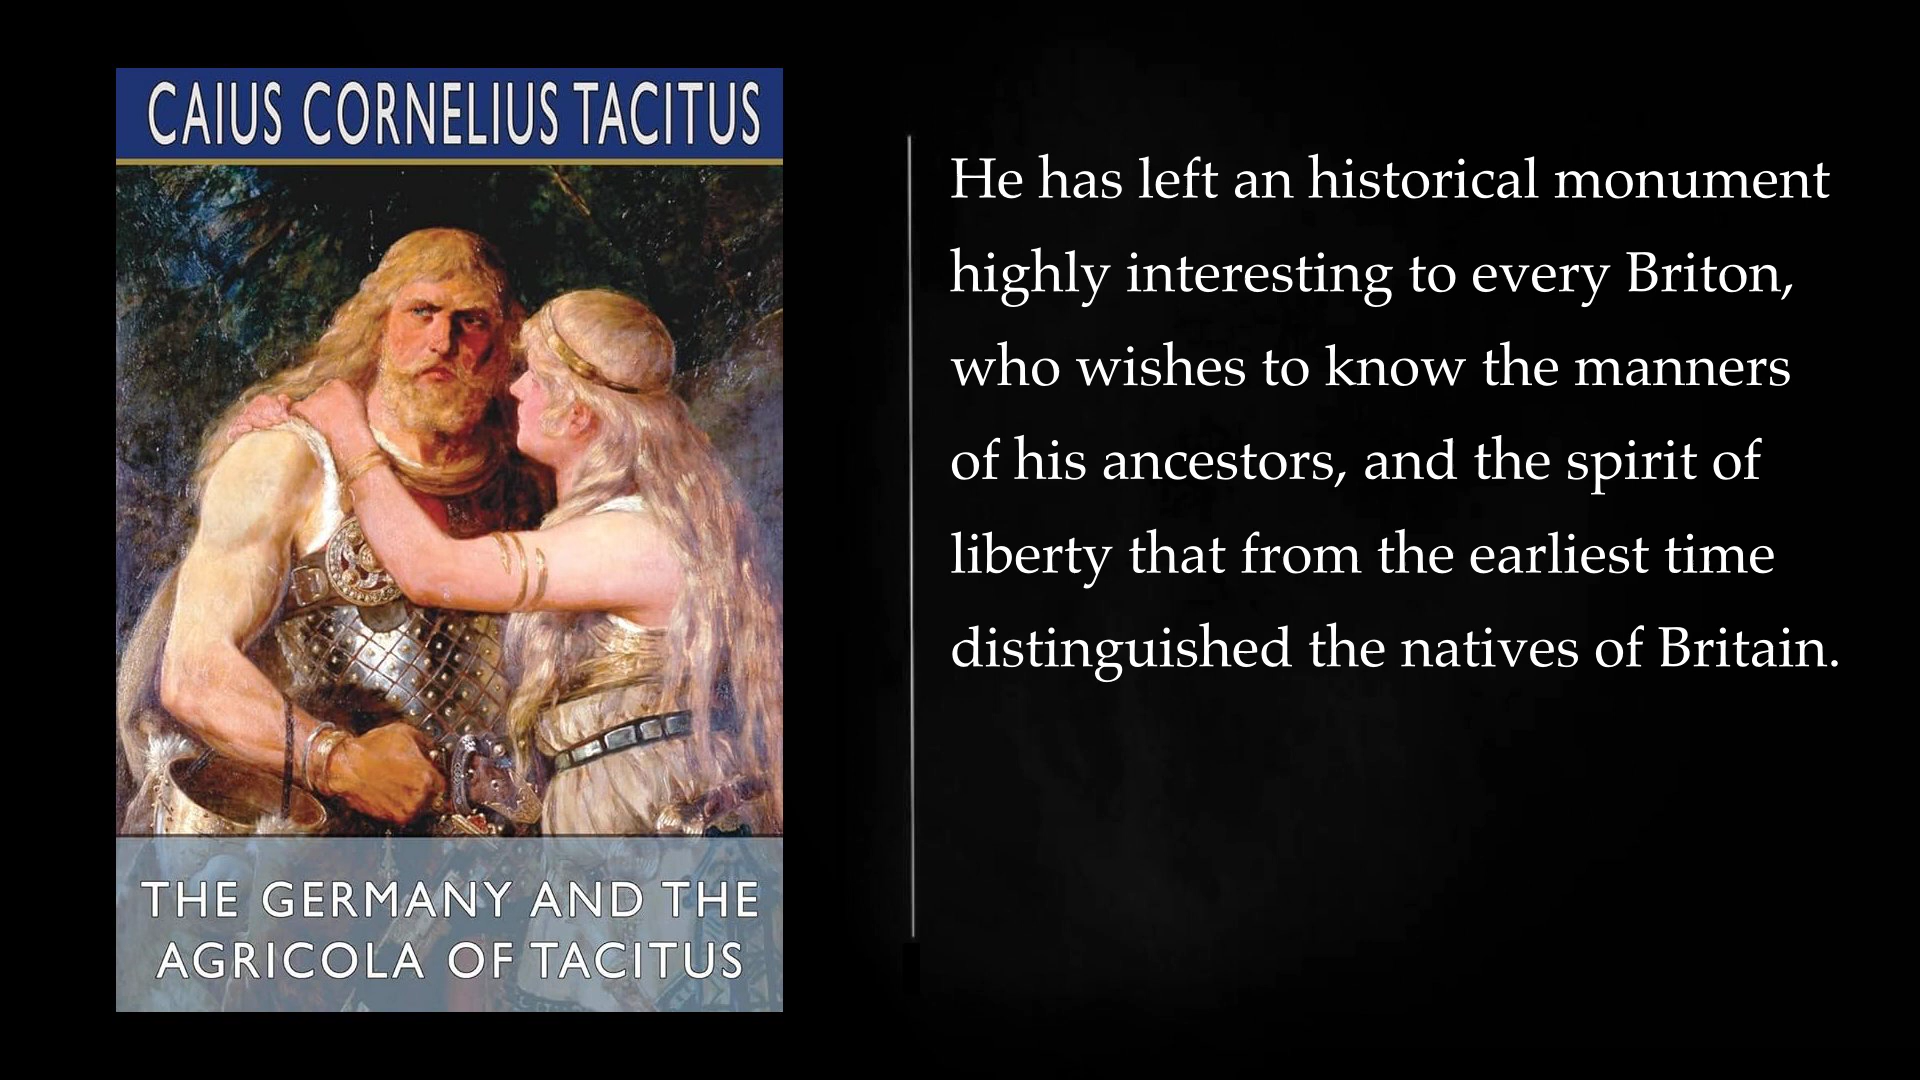 CAIUS CORNELIUS TACITUS
THE GERMANY AND THE
AGRICOLA OF TACITUS
He has left an historical monument
highly interesting to every Briton,
who wishes to know the manners
of his ancestors, and the spirit of
liberty that from the earliest time
distinguished the natives of Britain.